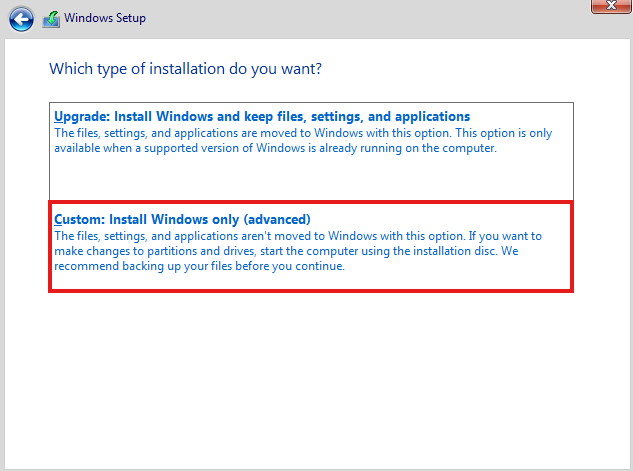 Windows Setup
Which type of installation do you want?
Upgrade: Install Windows and keep files, settings, and applications
The files, settings, and applications are moved to Windows with this option. This option is only
available when a supported version of Windows is already running on the computer.
Custom: Install Windows only (advanced)
The files, settings, and applications aren't moved to Windows with this option. If you want to
make changes to partitions and drives, start the computer using the installation disc. We
recommend backing up your files before you continue.